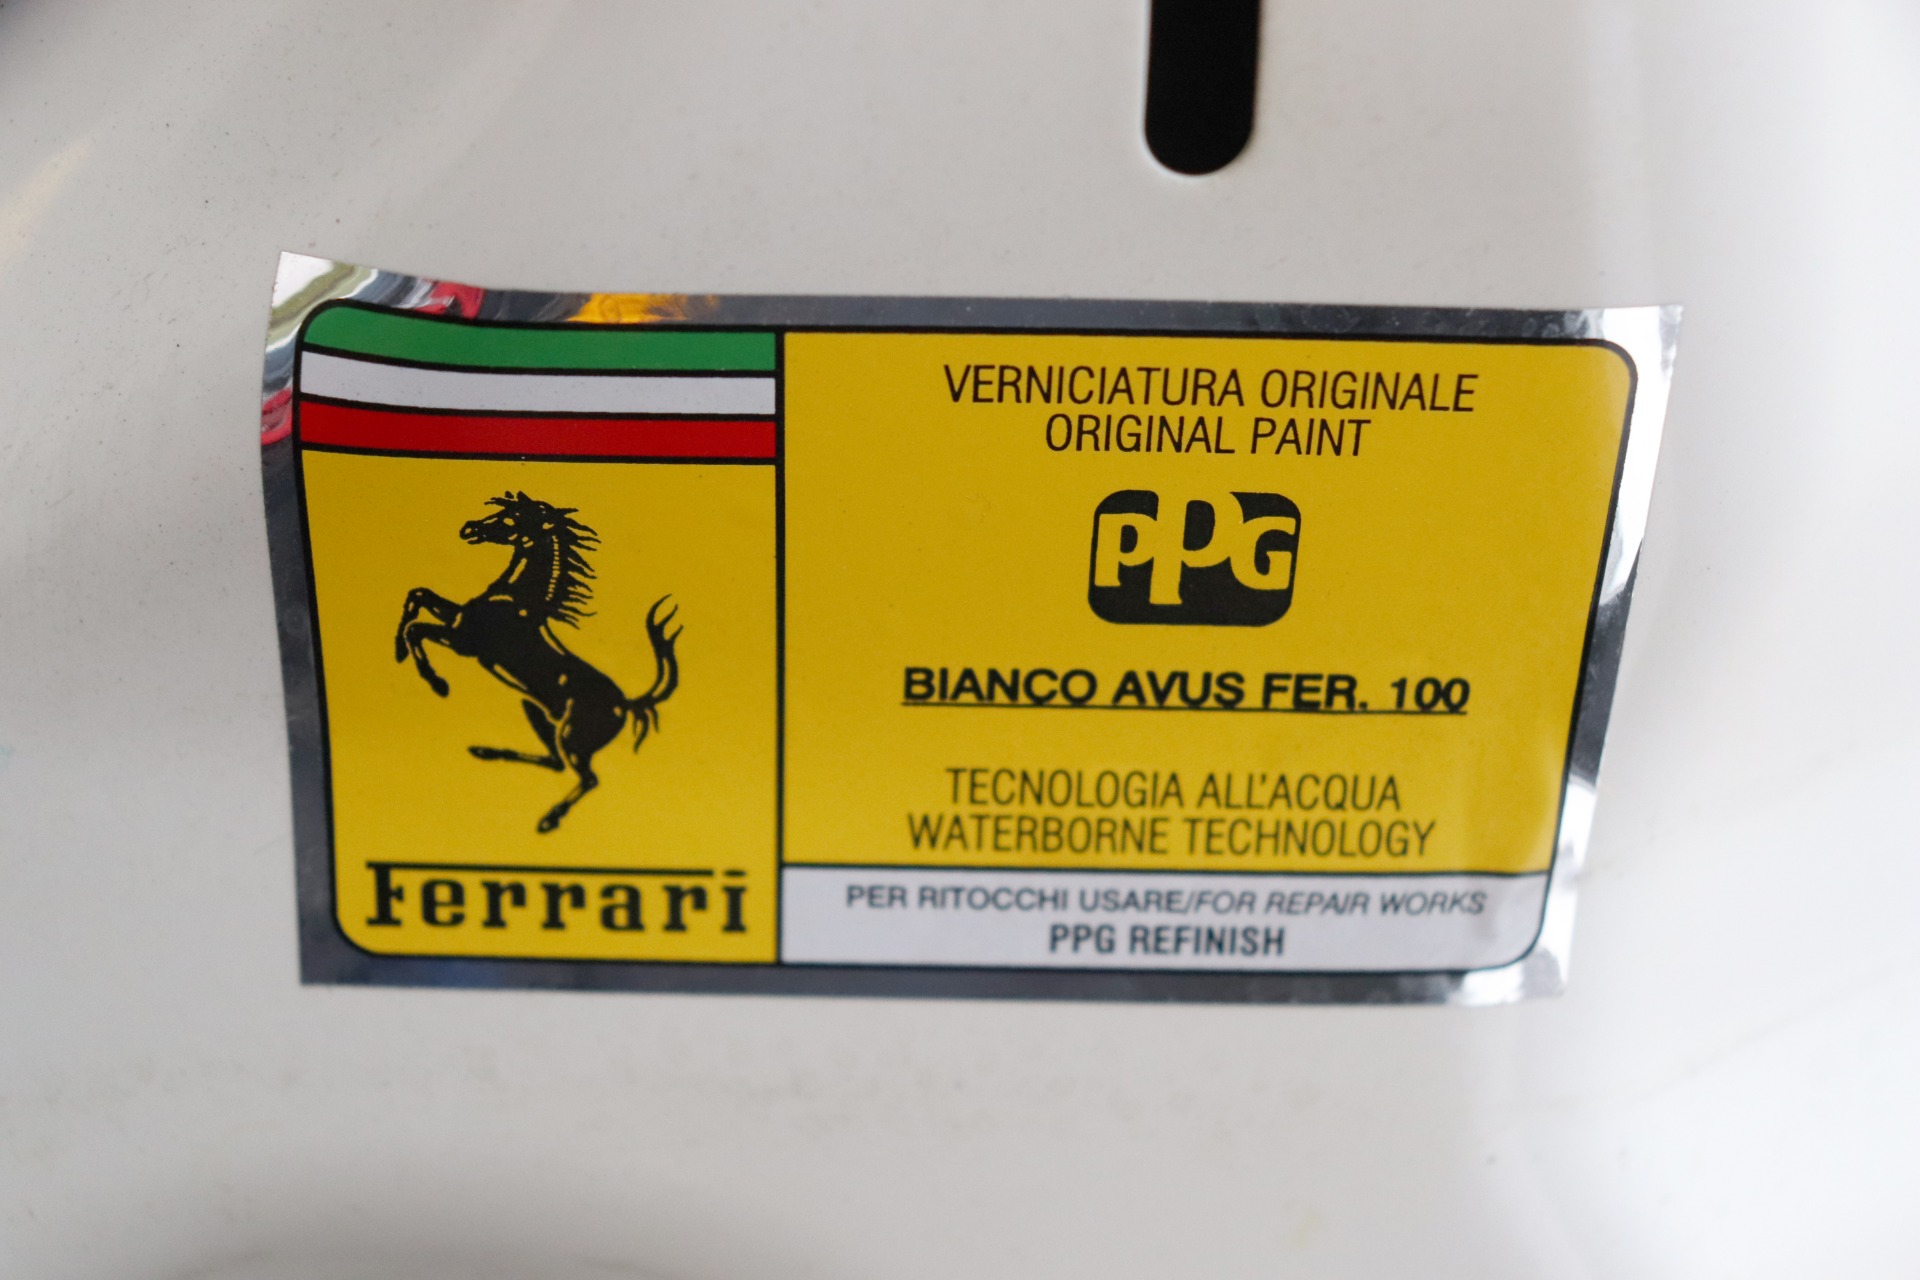 VERNICIATURA ORIGINALE
ORIGINAL PAINT
PPG
BIANCO AVUS FER. 100
TECNOLOGIA ALL'ACQUA
WATERBORNE TECHNOLOGY
Ferrari
PER RITOCCHI USARE/FOR REPAIR WORKS
PPG REFINISH